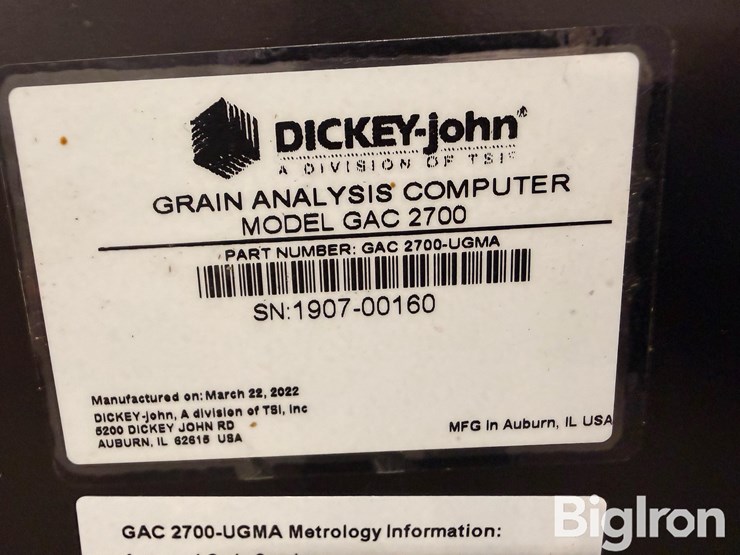 DICKEY-john®
A DIVISION OF TSI
GRAIN ANALYSIS COMPUTER
MODEL GAC 2700
PART NUMBER: GAC 2700-UGMA
SN:1907-00160
Manufactured on: March 22, 2022
DICKEY-john, A division of TSI, Inc
5200 DICKEY JOHN RD
AUBURN, IL 62615 USA
MFG in Auburn, IL USA
GAC 2700-UGMA Metrology Information:
BigIron